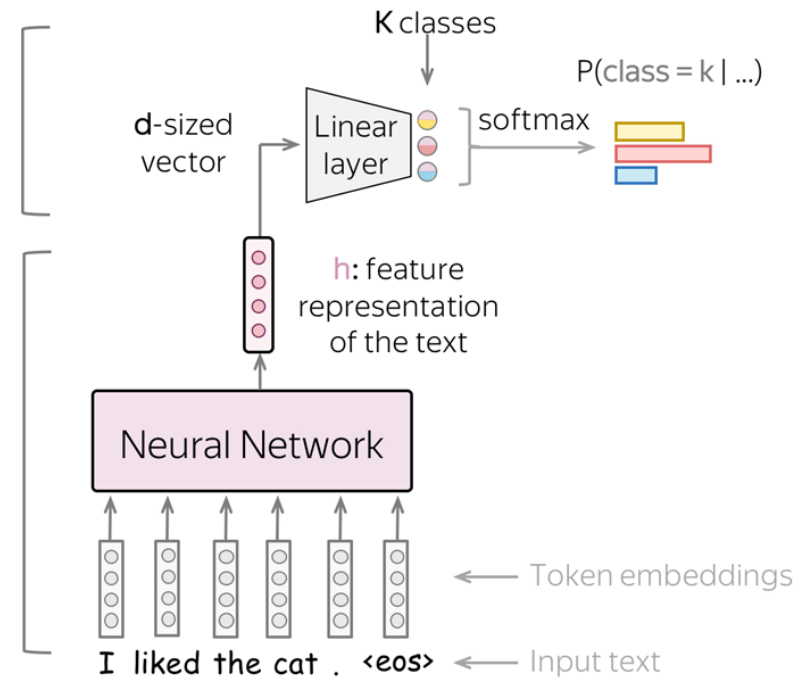 K classes
P(class = k | ...)
d-sized
vector
Linear
layer
softmax
h: feature
representation
of the text
Neural Network
Token embeddings
I liked the cat . <eos>
Input text